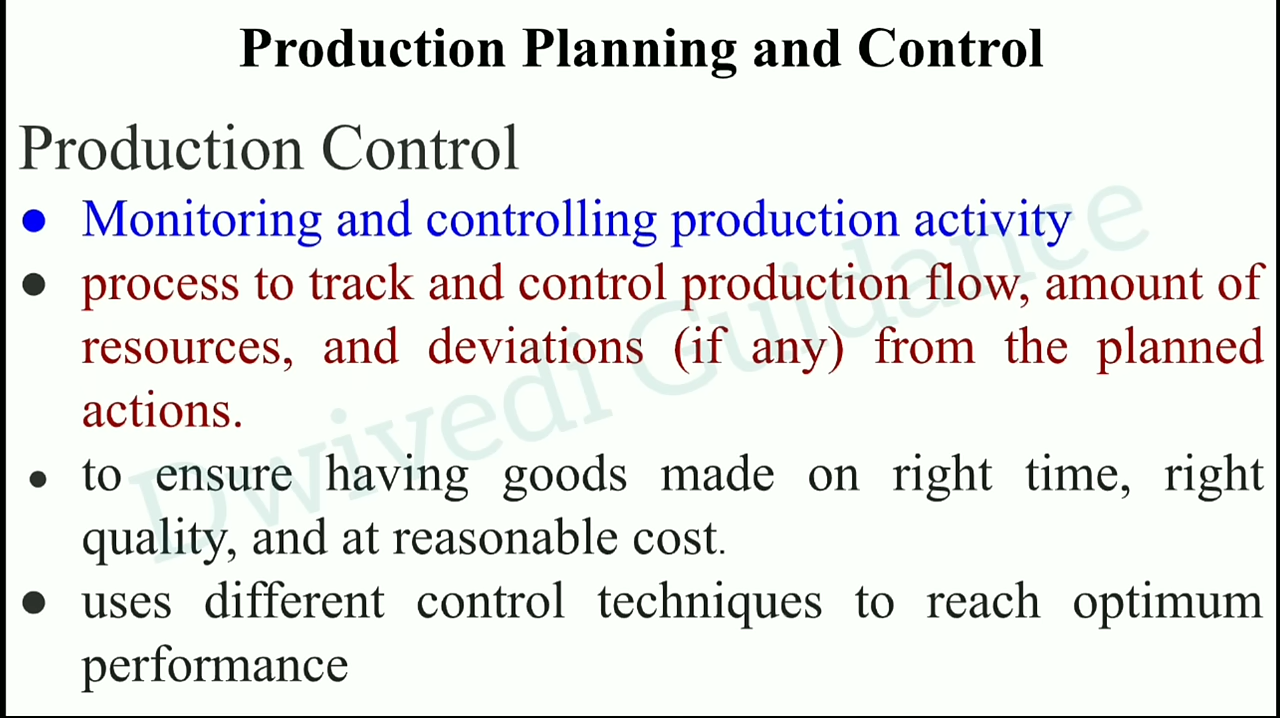 Production Planning and Control
Production Control
● Monitoring and controlling production activity
● process to track and control production flow, amount of
resources, and deviations (if any) from the planned
actions.
● to ensure having goods made on right time, right
quality, and at reasonable cost.
● uses different control techniques to reach optimum
performance
Dwivedi Guidance